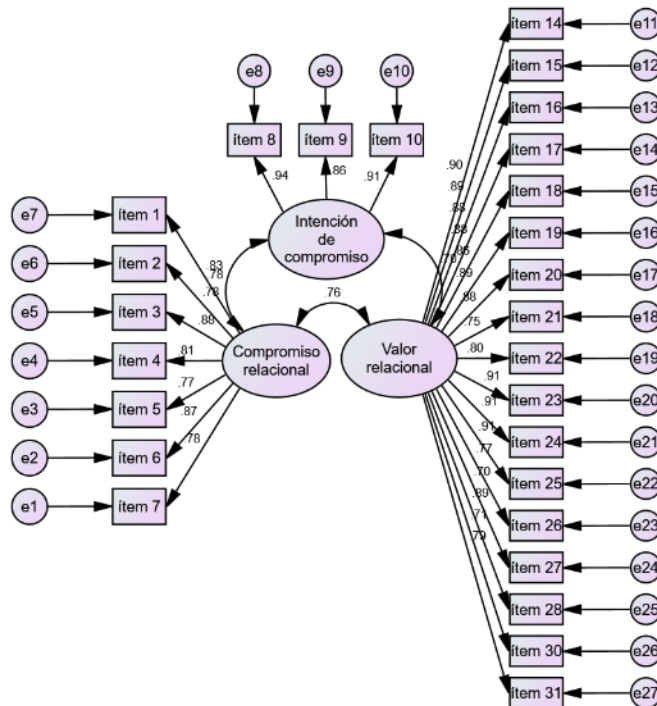 ítem 14
e11
ítem 15
e12
ítem 16
e13
ítem 17
e14
ítem 18
e15
ítem 19
e16
ítem 20
e17
ítem 21
e18
ítem 22
e19
ítem 23
e20
ítem 24
e21
ítem 25
e22
ítem 26
e23
ítem 27
e24
ítem 28
e25
ítem 30
e26
ítem 31
e27
e8
e9
e10
ítem 8
ítem 9
ítem 10
.94
.86
.91
Intención
de
compromiso
e7
ítem 1
e6
ítem 2
e5
ítem 3
e4
ítem 4
e3
ítem 5
e2
ítem 6
e1
ítem 7
.83
.78
.78
.88
.81
.77
.87
.78
Compromiso
relacional
.76
Valor
relacional
.90
.89
.88
.88
.89
.75
.80
.91
.91
.91
.77
.70
.89
.71
.79